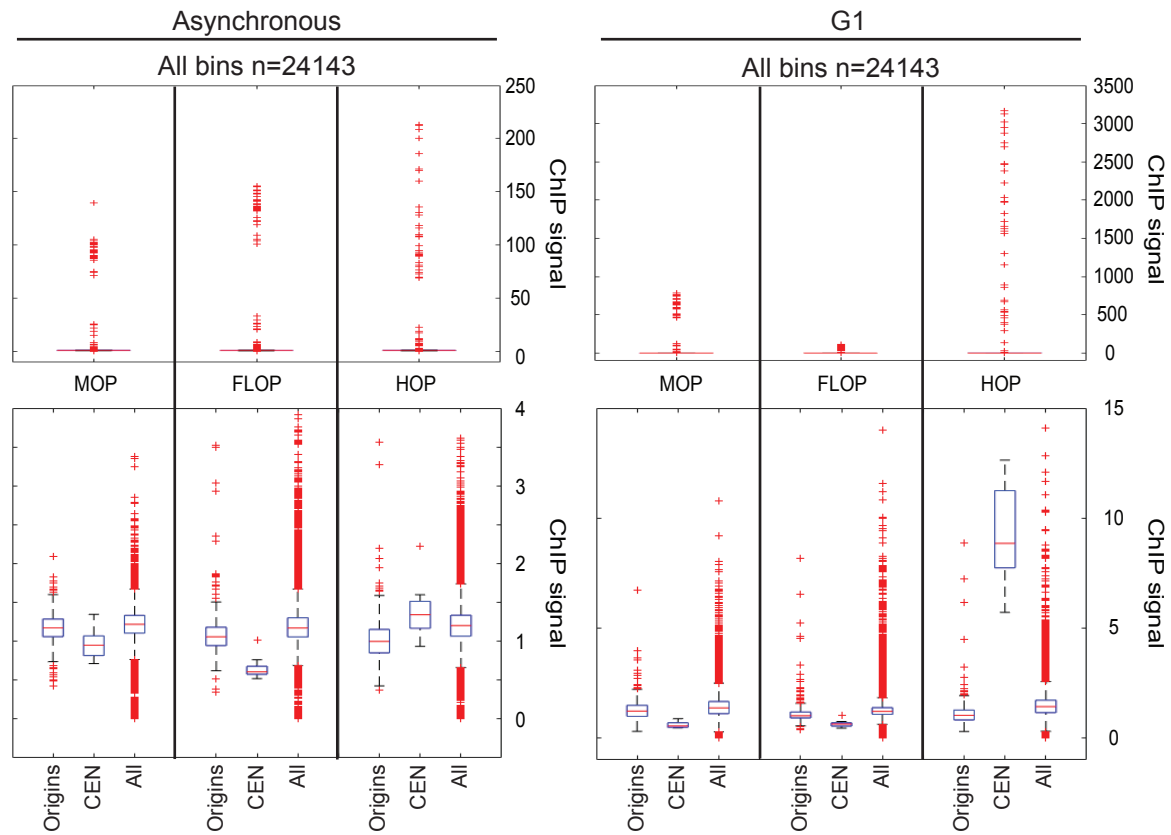 Asynchronous
G1
All bins n=24143
All bins n=24143
250
200
150
100
50
0
ChIP signal
3500
3000
2500
2000
1500
1000
500
0
ChIP signal
MOP
FLOP
HOP
MOP
FLOP
HOP
4
3
2
1
0
ChIP signal
15
10
5
0
ChIP signal
Origins
CEN
All
Origins
CEN
All
Origins
CEN
All
Origins
CEN
All
Origins
CEN
All
Origins
CEN
All